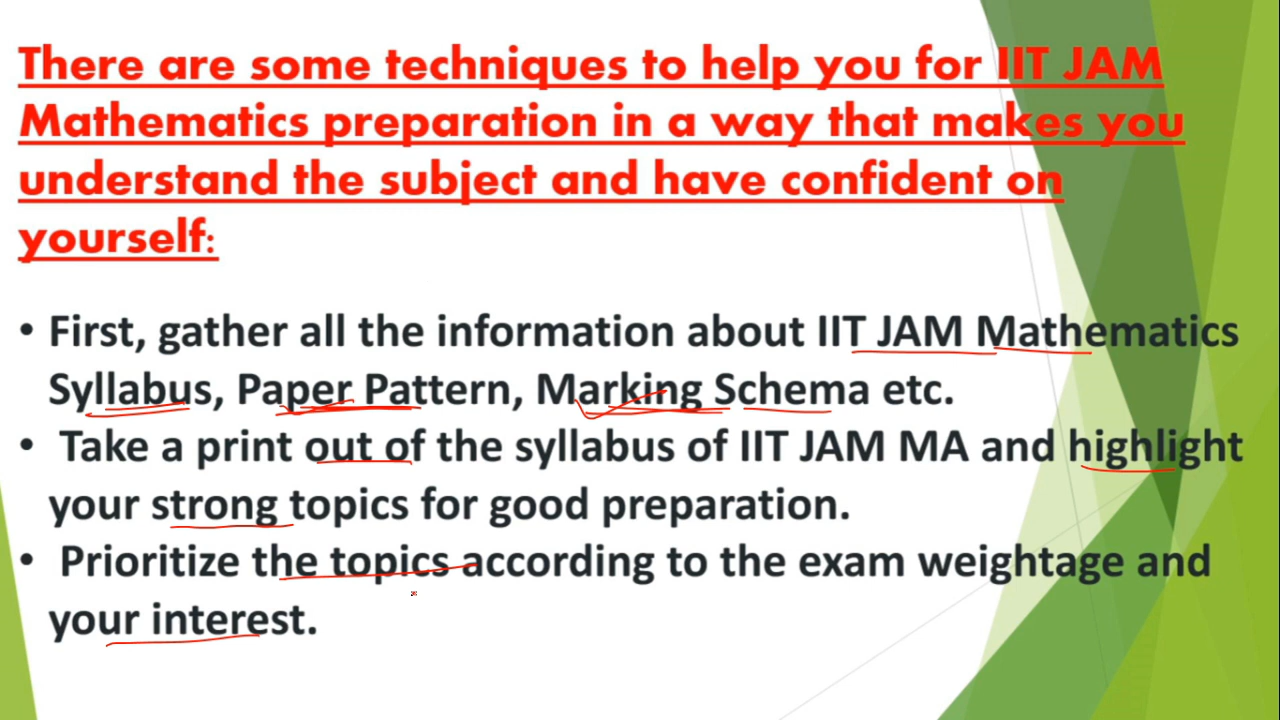 There are some techniques to help you for IIT JAM
Mathematics preparation in a way that makes you
understand the subject and have confident on
yourself:
• First, gather all the information about IIT JAM Mathematics
Syllabus, Paper Pattern, Marking Schema etc.
• Take a print out of the syllabus of IIT JAM MA and highlight
your strong topics for good preparation.
• Prioritize the topics according to the exam weightage and
your interest.